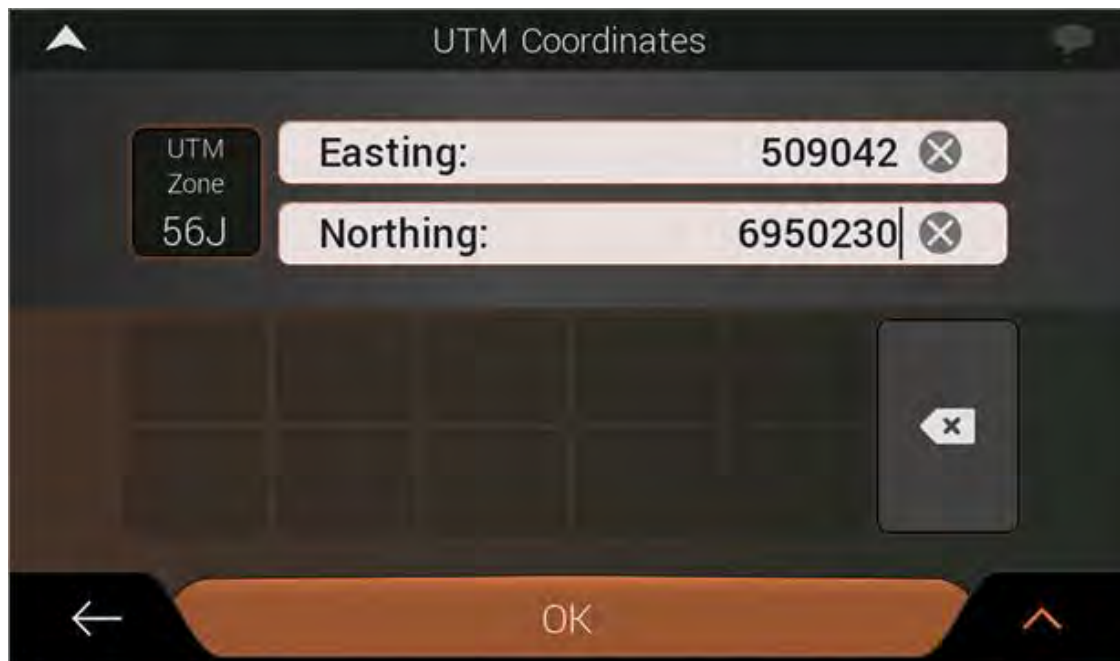 UTM Coordinates
UTM
Zone
56J
Easting: 509042
Northing: 6950230
OK